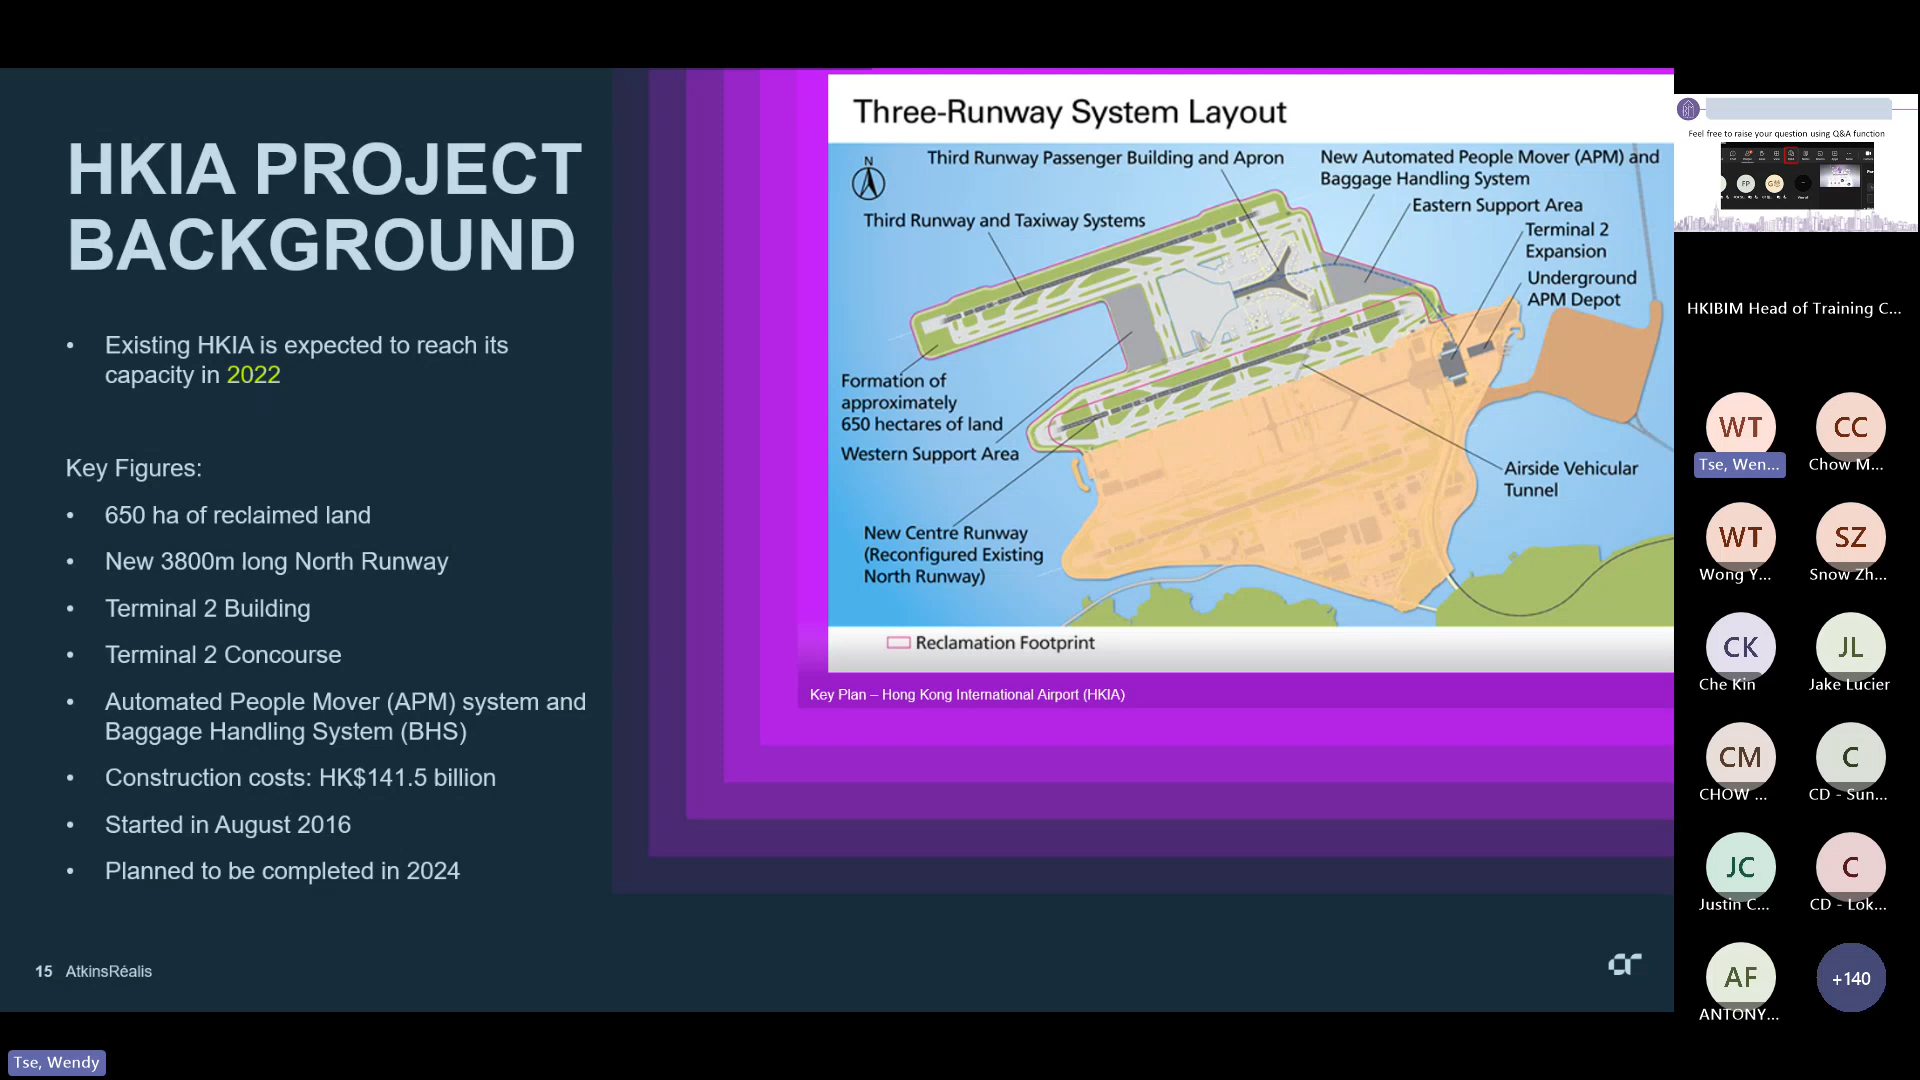 HKIA PROJECT
BACKGROUND
• Existing HKIA is expected to reach its
capacity in 2022
Key Figures:
• 650 ha of reclaimed land
• New 3800m long North Runway
• Terminal 2 Building
• Terminal 2 Concourse
• Automated People Mover (APM) system and
Baggage Handling System (BHS)
• Construction costs: HK$141.5 billion
• Started in August 2016
• Planned to be completed in 2024
15 AtkinsRéalis
Three-Runway System Layout
N
Third Runway Passenger Building and Apron
New Automated People Mover (APM) and
Baggage Handling System
Eastern Support Area
Third Runway and Taxiway Systems
Terminal 2
Expansion
Underground
APM Depot
Formation of
approximately
650 hectares of land
Western Support Area
Airside Vehicular
Tunnel
New Centre Runway
(Reconfigured Existing
North Runway)
Reclamation Footprint
Key Plan – Hong Kong International Airport (HKIA)
Feel free to raise your question using Q&A function
FP
HKIBIM Head of Training C...
WT
Tse, Wen...
CC
Chow M...
WT
Wong Y...
SZ
Snow Zh...
CK
Che Kin
JL
Jake Lucier
CM
CHOW ...
C
CD - Sun...
JC
Justin C...
C
CD - Lok...
AF
ANTONY...
+140
Tse, Wendy